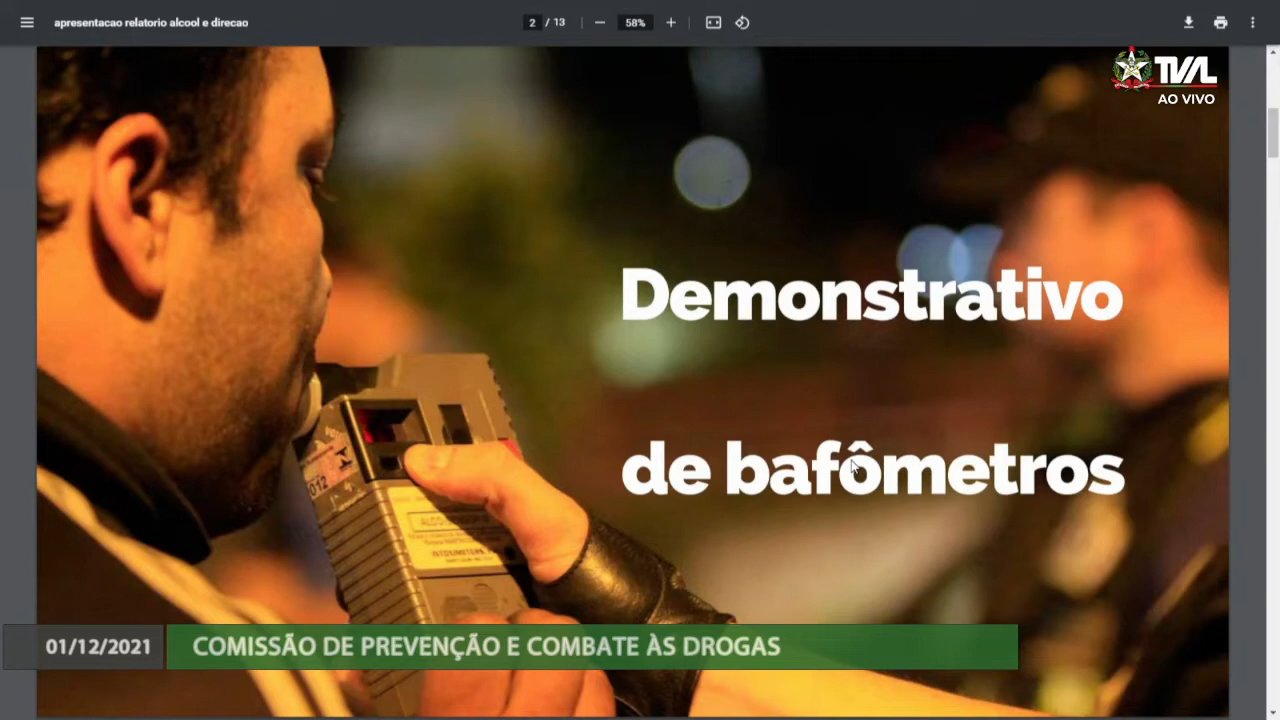 apresentacao relatorio alcool e direcao
2 / 13
58%
TVAL
AO VIVO
Demonstrativo
de bafômetros
012
01/12/2021
COMISSÃO DE PREVENÇÃO E COMBATE ÀS DROGAS